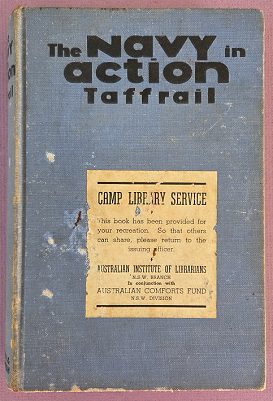 The NAVY in
action
Taffrail
CAMP LIBRARY SERVICE
This book has been provided for
your recreation. So that others
can share, please return to the
issuing officer.
AUSTRALIAN INSTITUTE OF LIBRARIANS
N.S.W. BRANCH
In conjunction with
AUSTRALIAN COMFORTS FUND
N.S.W. DIVISION